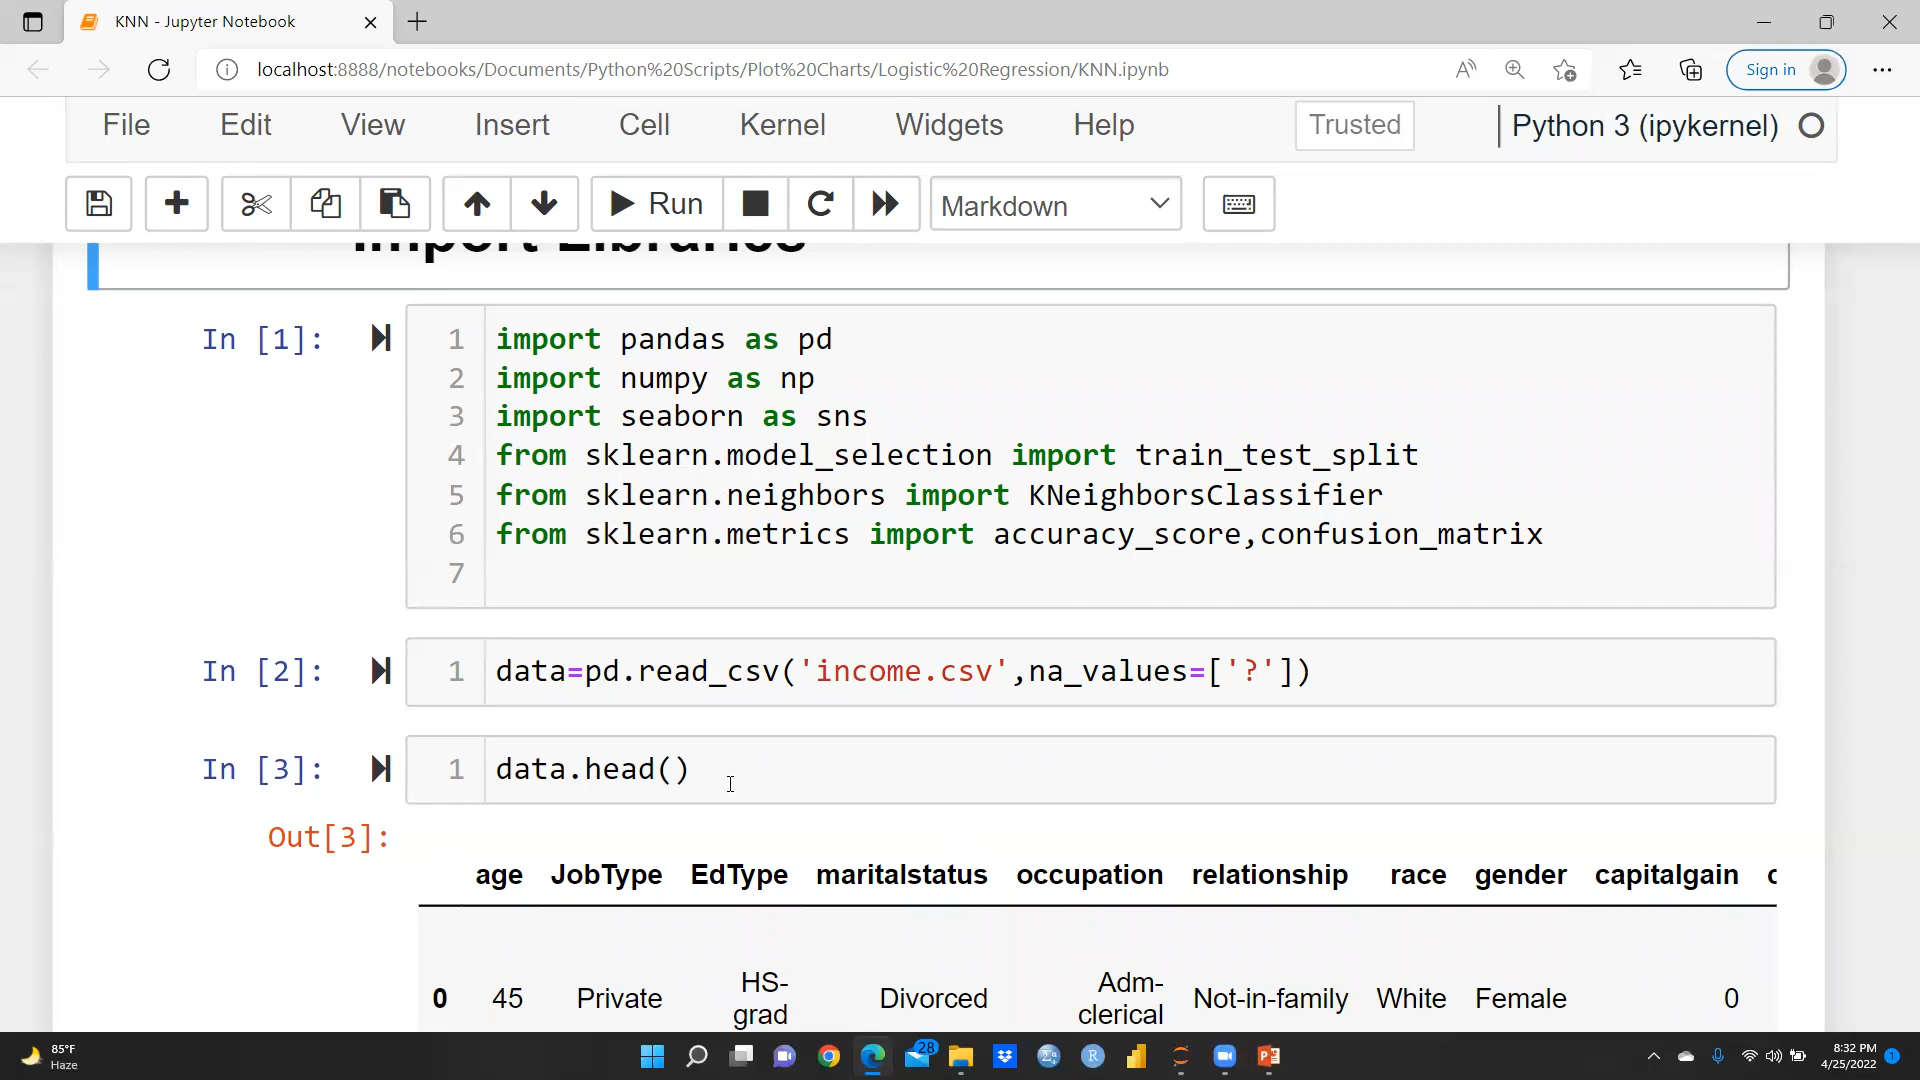 KNN - Jupyter Notebook
localhost:8888/notebooks/Documents/Python%20Scripts/Plot%20Charts/Logistic%20Regression/KNN.ipynb
Sign in
File Edit View Insert Cell Kernel Widgets Help Trusted Python 3 (ipykernel)
Run Markdown
Import Libraries
In [1]:
1 import pandas as pd
2 import numpy as np
3 import seaborn as sns
4 from sklearn.model_selection import train_test_split
5 from sklearn.neighbors import KNeighborsClassifier
6 from sklearn.metrics import accuracy_score,confusion_matrix
7
In [2]: 1 data=pd.read_csv('income.csv',na_values=['?'])
In [3]: 1 data.head()
Out[3]:
age JobType EdType maritalstatus occupation relationship race gender capitalgain
0 45 Private HS-grad Divorced Adm-clerical Not-in-family White Female 0
85°F
Haze
28
8:32 PM
4/25/2022
1